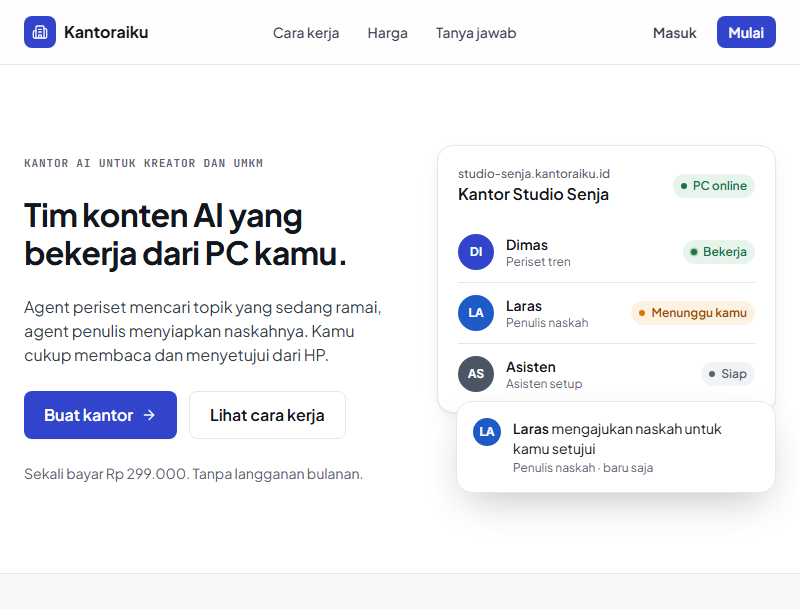 Kantoraiku
Cara kerja
Harga
Tanya jawab
Masuk
Mulai
KANTOR AI UNTUK KREATOR DAN UMKM
Tim konten AI yang
bekerja dari PC kamu.
Agent periset mencari topik yang sedang ramai,
agent penulis menyiapkan naskahnya. Kamu
cukup membaca dan menyetujui dari HP.
Buat kantor →
Lihat cara kerja
Sekali bayar Rp 299.000. Tanpa langganan bulanan.
studio-senja.kantoraiku.id
Kantor Studio Senja
PC online
DI
Dimas
Periset tren
Bekerja
LA
Laras
Penulis naskah
Menunggu kamu
AS
Asisten
Asisten setup
Siap
LA
Laras mengajukan naskah untuk
kamu setujui
Penulis naskah · baru saja